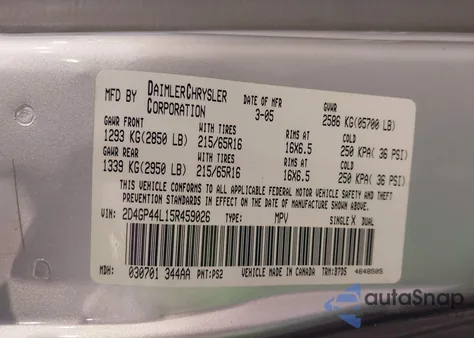 MFD BY DAIMLERCHRYSLER CORPORATION DATE OF MFR 3-05 GVWR 2586 KG(05700 LB)
GAWR FRONT WITH TIRES RIMS AT COLD
1293 KG(2850 LB) 215/65R16 16X6.5 250 KPA( 36 PSI)
GAWR REAR WITH TIRES RIMS AT COLD
1339 KG(2950 LB) 215/65R16 16X6.5 250 KPA( 36 PSI)
THIS VEHICLE CONFORMS TO ALL APPLICABLE FEDERAL MOTOR VEHICLE SAFETY AND THEFT
PREVENTION STANDARDS IN EFFECT ON THE DATE OF MANUFACTURE SHOWN ABOVE.
VIN: 2D4GP44L15R459026 TYPE: MPV SINGLE X DUAL
MDH: 030701 344AA PNT:PS2 VEHICLE MADE IN CANADA TRM:B7D5 4648505
autoSnap